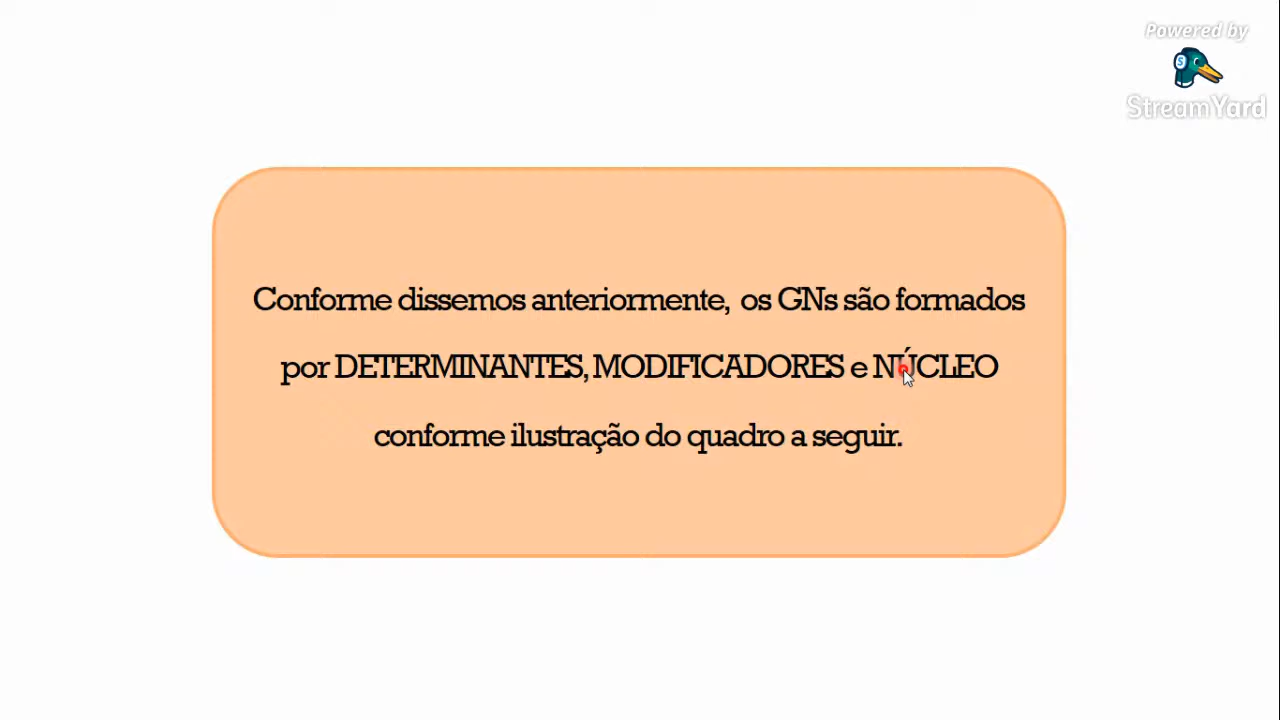 Powered by
StreamYard
Conforme dissemos anteriormente, os GNs são formados
por DETERMINANTES, MODIFICADORES e NÚCLEO
conforme ilustração do quadro a seguir.